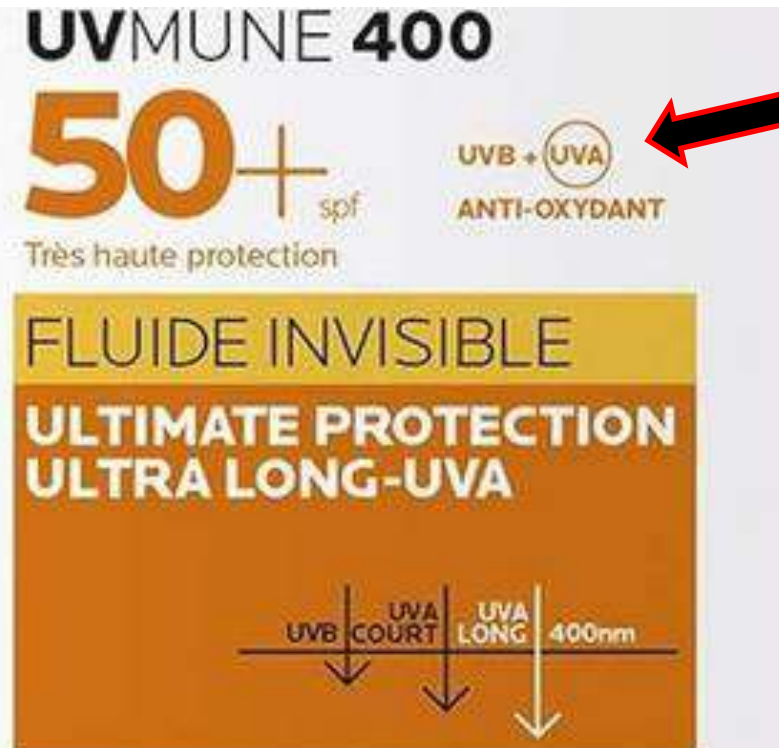 UVMUNE 400
50+ spf
UVB + UVA
ANTI-OXYDANT
Très haute protection
FLUIDE INVISIBLE
ULTIMATE PROTECTION
ULTRA LONG-UVA
UVB UVA COURT UVA LONG 400nm